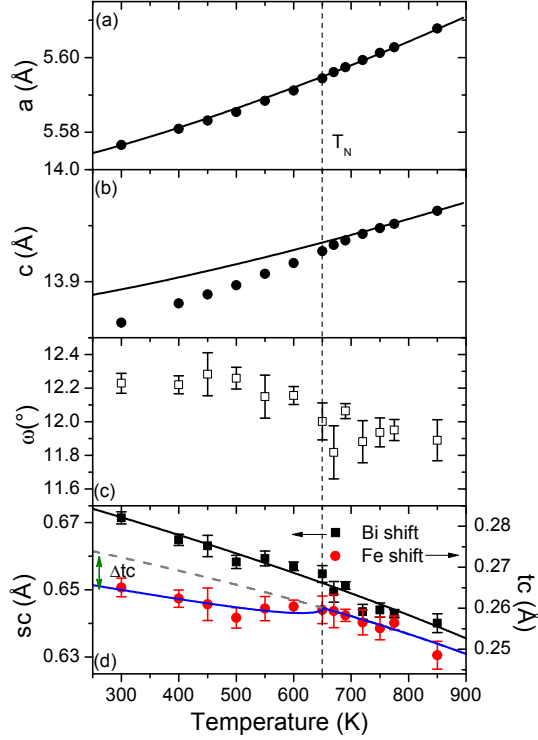 (a)
a (Å)
5.60
5.58
T_N
14.0
(b)
c (Å)
13.9
12.4
12.2
12.0
11.8
11.6
ω(°)
(c)
0.67
0.65
0.63
sc (Å)
Bi shift
Fe shift
Δtc
0.28
0.27
0.26
0.25
tc (Å)
(d)
300 400 500 600 700 800 900
Temperature (K)